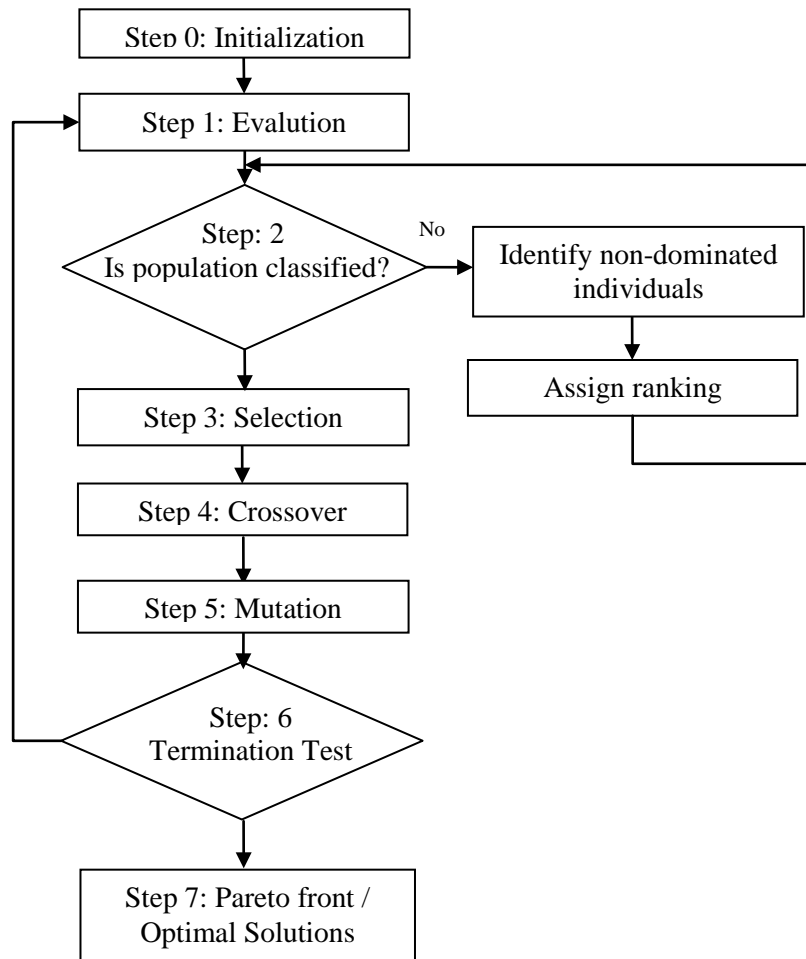 Step 0: Initialization
Step 1: Evalution
Step: 2
Is population classified?
No
Identify non-dominated
individuals
Assign ranking
Step 3: Selection
Step 4: Crossover
Step 5: Mutation
Step: 6
Termination Test
Step 7: Pareto front /
Optimal Solutions